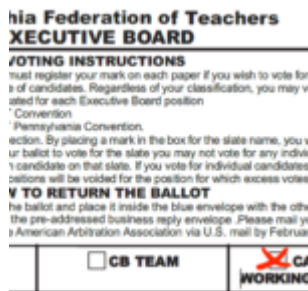 hia Federation of Teachers
XECUTIVE BOARD
VOTING INSTRUCTIONS
must register your mark on each paper if you wish to vote for
e of candidates. Regardless of your classification, you may v
ated for each Executive Board position
Convention
Pennsylvania Convention.
ection. By placing a mark in the box for the slate name, you
ur ballot to vote for the slate you may not vote for any indivi
n candidate on that slate. If you vote for individual candidates
positions will be voided for the position for which excess votes
W TO RETURN THE BALLOT
he ballot and place it inside the blue envelope with the othe
the pre-addressed business reply envelope .Please mail yo
e American Arbitration Association via U.S. mail by Februar
CB TEAM
CA
WORKING